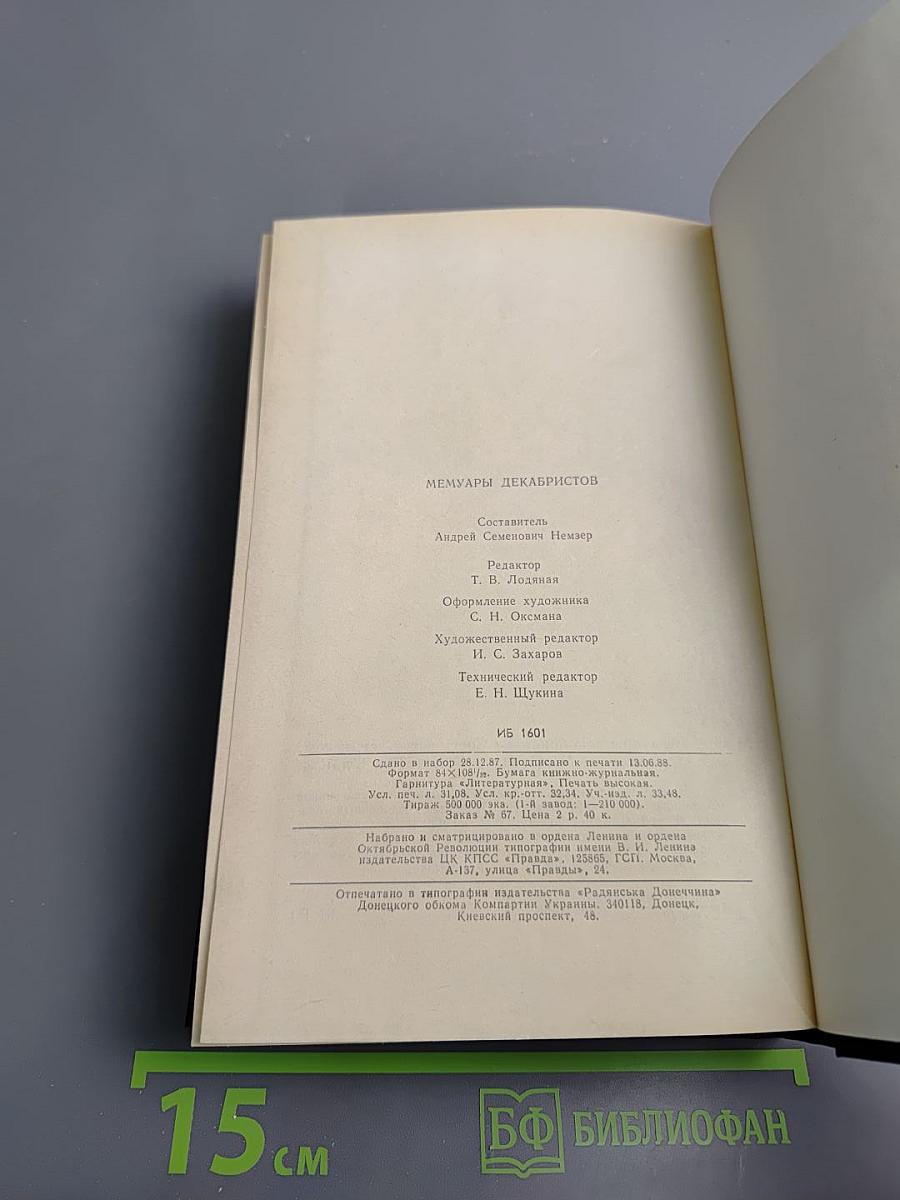 МЕМУАРЫ ДЕКАБРИСТОВ
Составитель
Андрей Семенович Немзер
Редактор
Т. В. Лодяная
Оформление художника
С. Н. Оксмана
Художественный редактор
И. С. Захаров
Технический редактор
Е. Н. Щукина
ИБ 1601
Сдано в набор 28.12.87. Подписано к печати 13.06.88.
Формат 84×108¹/₃₂. Бумага книжно-журнальная.
Гарнитура «Литературная», Печать высокая.
Усл. печ. л. 31,08. Усл. кр.-отт. 32,34. Уч.-изд. л. 33,48.
Тираж 500 000 экз. (1-й завод: 1—210 000).
Заказ № 67. Цена 2 р. 40 к.
Набрано и сматрицировано в ордена Ленина и ордена
Октябрьской Революции типографии имени В. И. Ленина
издательства ЦК КПСС «Правда», 125865, ГСП, Москва,
А-137, улица «Правды», 24.
Отпечатано в типографии издательства «Радянська Донеччина»
Донецкого обкома Компартии Украины. 340118, Донецк,
Киевский проспект, 48.
15 см
БФ БИБЛИОФАН